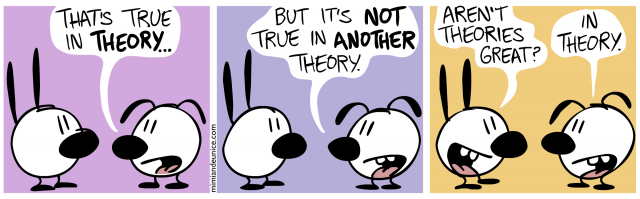 THAT'S TRUE
IN THEORY...
BUT IT'S NOT
TRUE IN ANOTHER
THEORY.
mimiandeunice.com
AREN'T
THEORIES
GREAT?
IN
THEORY.